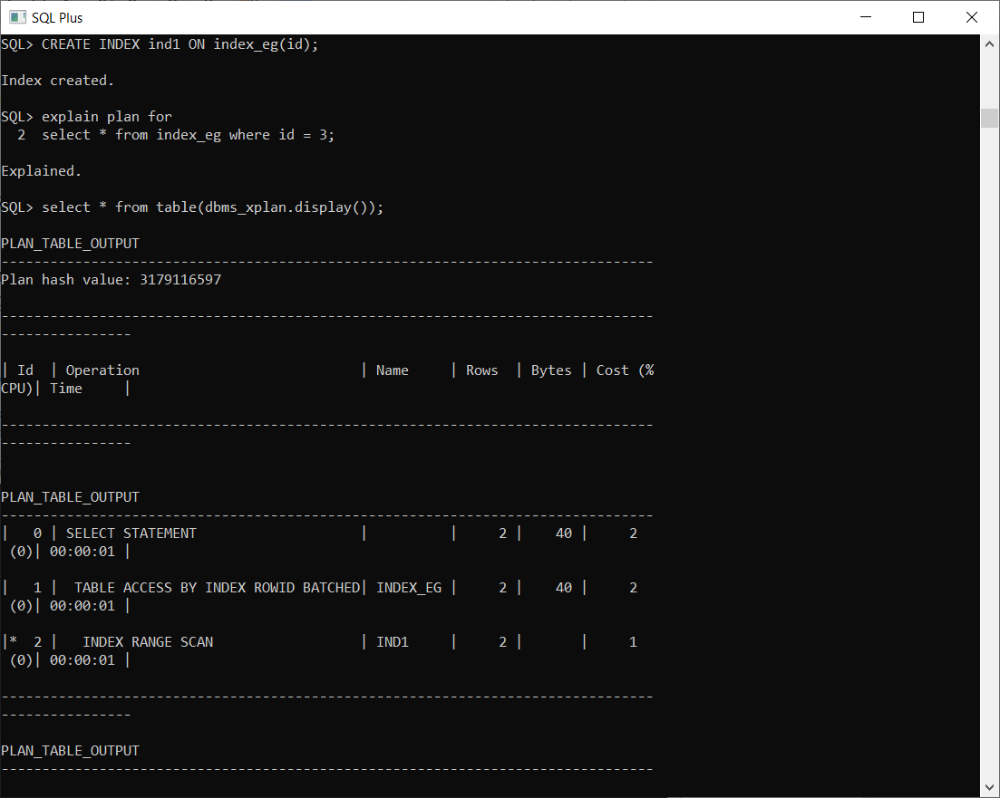 SQL Plus
SQL> CREATE INDEX ind1 ON index_eg(id);
Index created.
SQL> explain plan for
  2  select * from index_eg where id = 3;
Explained.
SQL> select * from table(dbms_xplan.display());
PLAN_TABLE_OUTPUT
--------------------------------------------------------------------------------
Plan hash value: 3179116597
--------------------------------------------------------------------------------
----------------
| Id  | Operation                           | Name     | Rows  | Bytes | Cost (%
CPU)| Time     |
--------------------------------------------------------------------------------
----------------
PLAN_TABLE_OUTPUT
--------------------------------------------------------------------------------
|   0 | SELECT STATEMENT                    |          |     2 |    40 |     2
 (0)| 00:00:01 |
|   1 |  TABLE ACCESS BY INDEX ROWID BATCHED| INDEX_EG |     2 |    40 |     2
 (0)| 00:00:01 |
|*  2 |   INDEX RANGE SCAN                  | IND1     |     2 |       |     1
 (0)| 00:00:01 |
--------------------------------------------------------------------------------
----------------
PLAN_TABLE_OUTPUT
--------------------------------------------------------------------------------